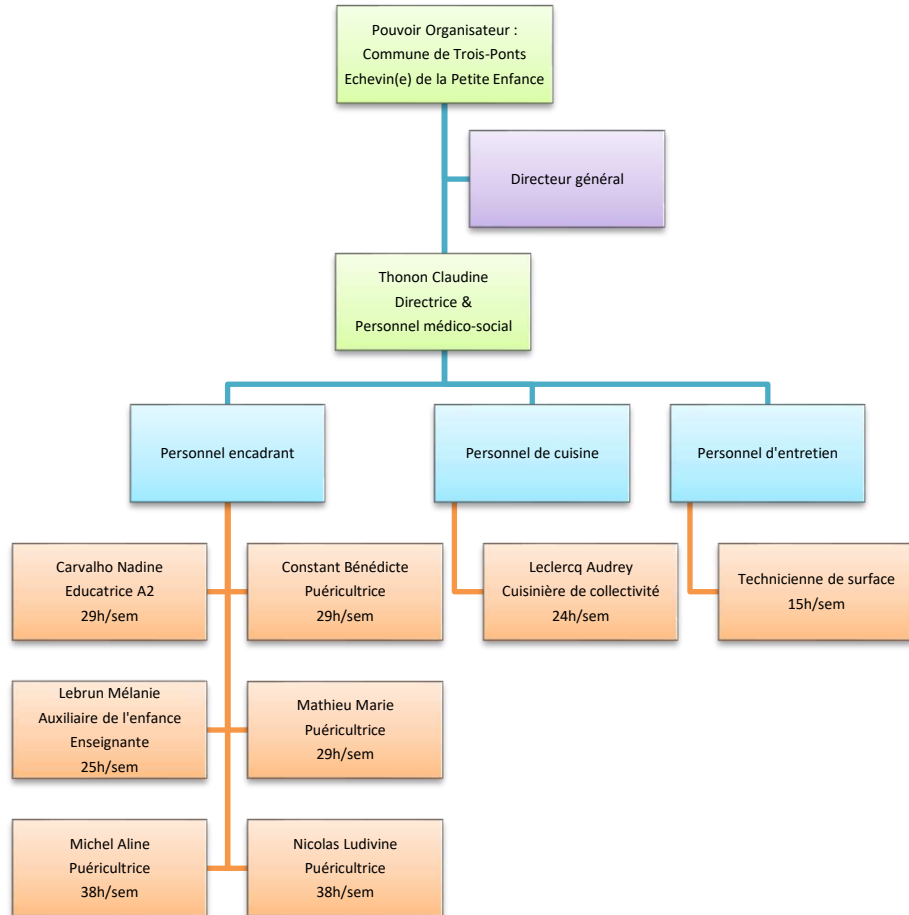 Pouvoir Organisateur :
Commune de Trois-Ponts
Echevin(e) de la Petite Enfance
Directeur général
Thonon Claudine
Directrice &
Personnel médico-social
Personnel encadrant
Personnel de cuisine
Personnel d'entretien
Carvalho Nadine
Educatrice A2
29h/sem
Constant Bénédicte
Puéricultrice
29h/sem
Leclercq Audrey
Cuisinière de collectivité
24h/sem
Technicienne de surface
15h/sem
Lebrun Mélanie
Auxiliaire de l'enfance
Enseignante
25h/sem
Mathieu Marie
Puéricultrice
29h/sem
Michel Aline
Puéricultrice
38h/sem
Nicolas Ludivine
Puéricultrice
38h/sem